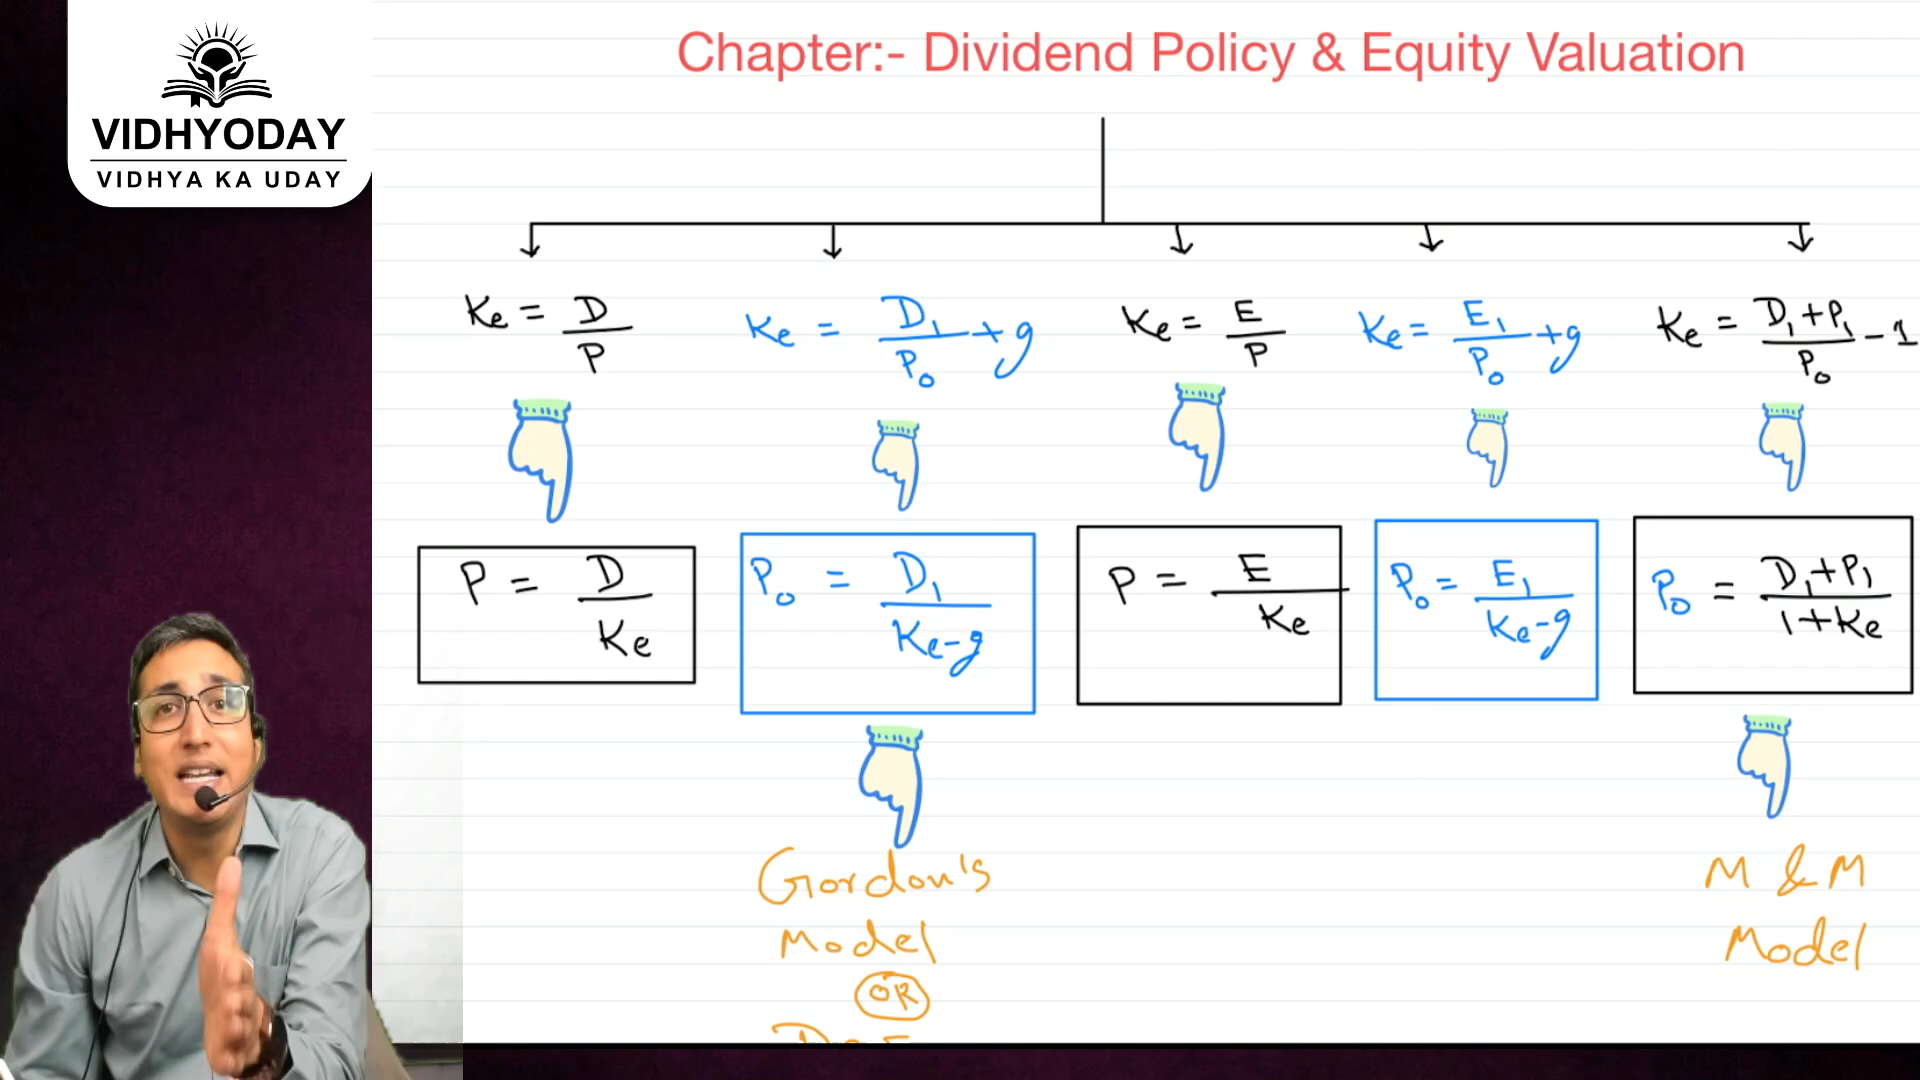 VIDHYODAY
VIDHYA KA UDAY
Chapter:- Dividend Policy & Equity Valuation
Ke = D/P
Ke = D₁/P₀ + g
Ke = E/P
Ke = E₁/P₀ + g
Ke = D₁+P₁/P₀ - 1
P = D/Ke
P₀ = D₁/Ke-g
P = E/Ke
P₀ = E₁/Ke-g
P₀ = D₁+P₁/1+Ke
Gordon's
Model
OR
M & M
Model